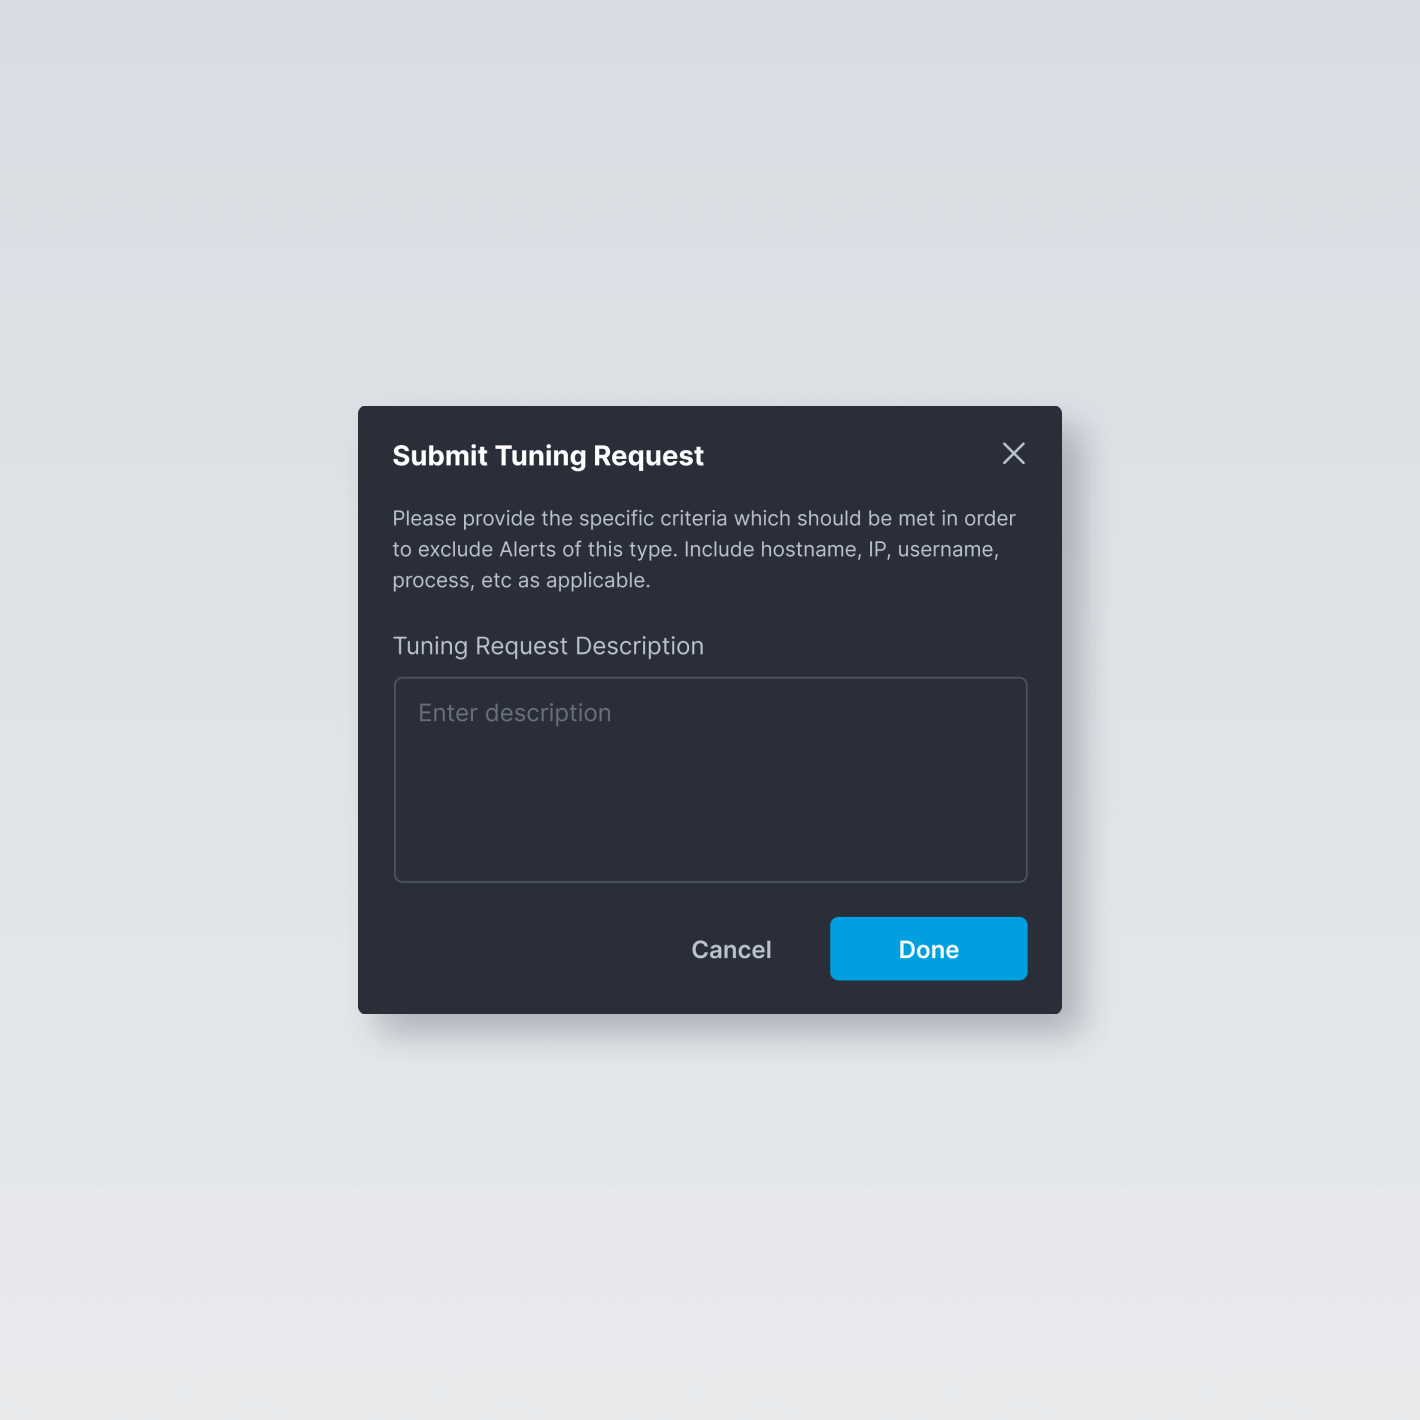 Submit Tuning Request
Please provide the specific criteria which should be met in order
to exclude Alerts of this type. Include hostname, IP, username,
process, etc as applicable.
Tuning Request Description
Enter description
Cancel
Done